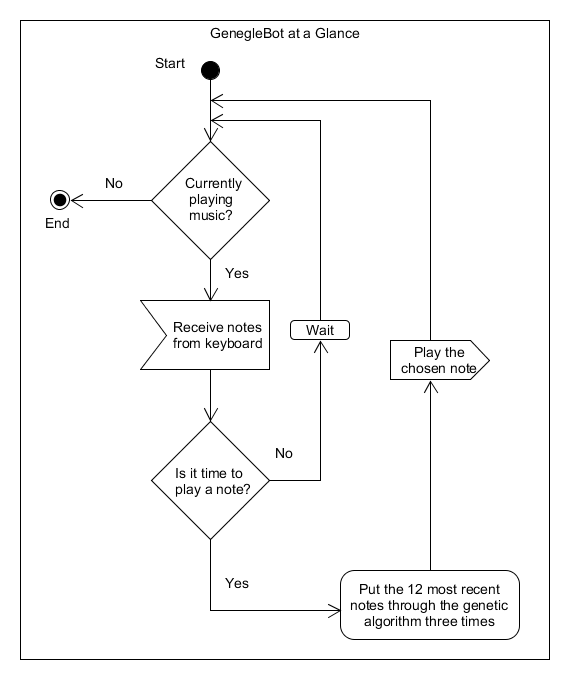 GenegleBot at a Glance
Start
Currently
playing
music?
No
End
Yes
Receive notes
from keyboard
Wait
Play the
chosen note
Is it time to
play a note?
No
Yes
Put the 12 most recent
notes through the genetic
algorithm three times